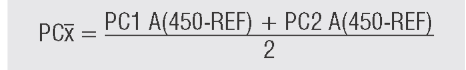 PCx̅ = PC1 A(450-REF) + PC2 A(450-REF)
2